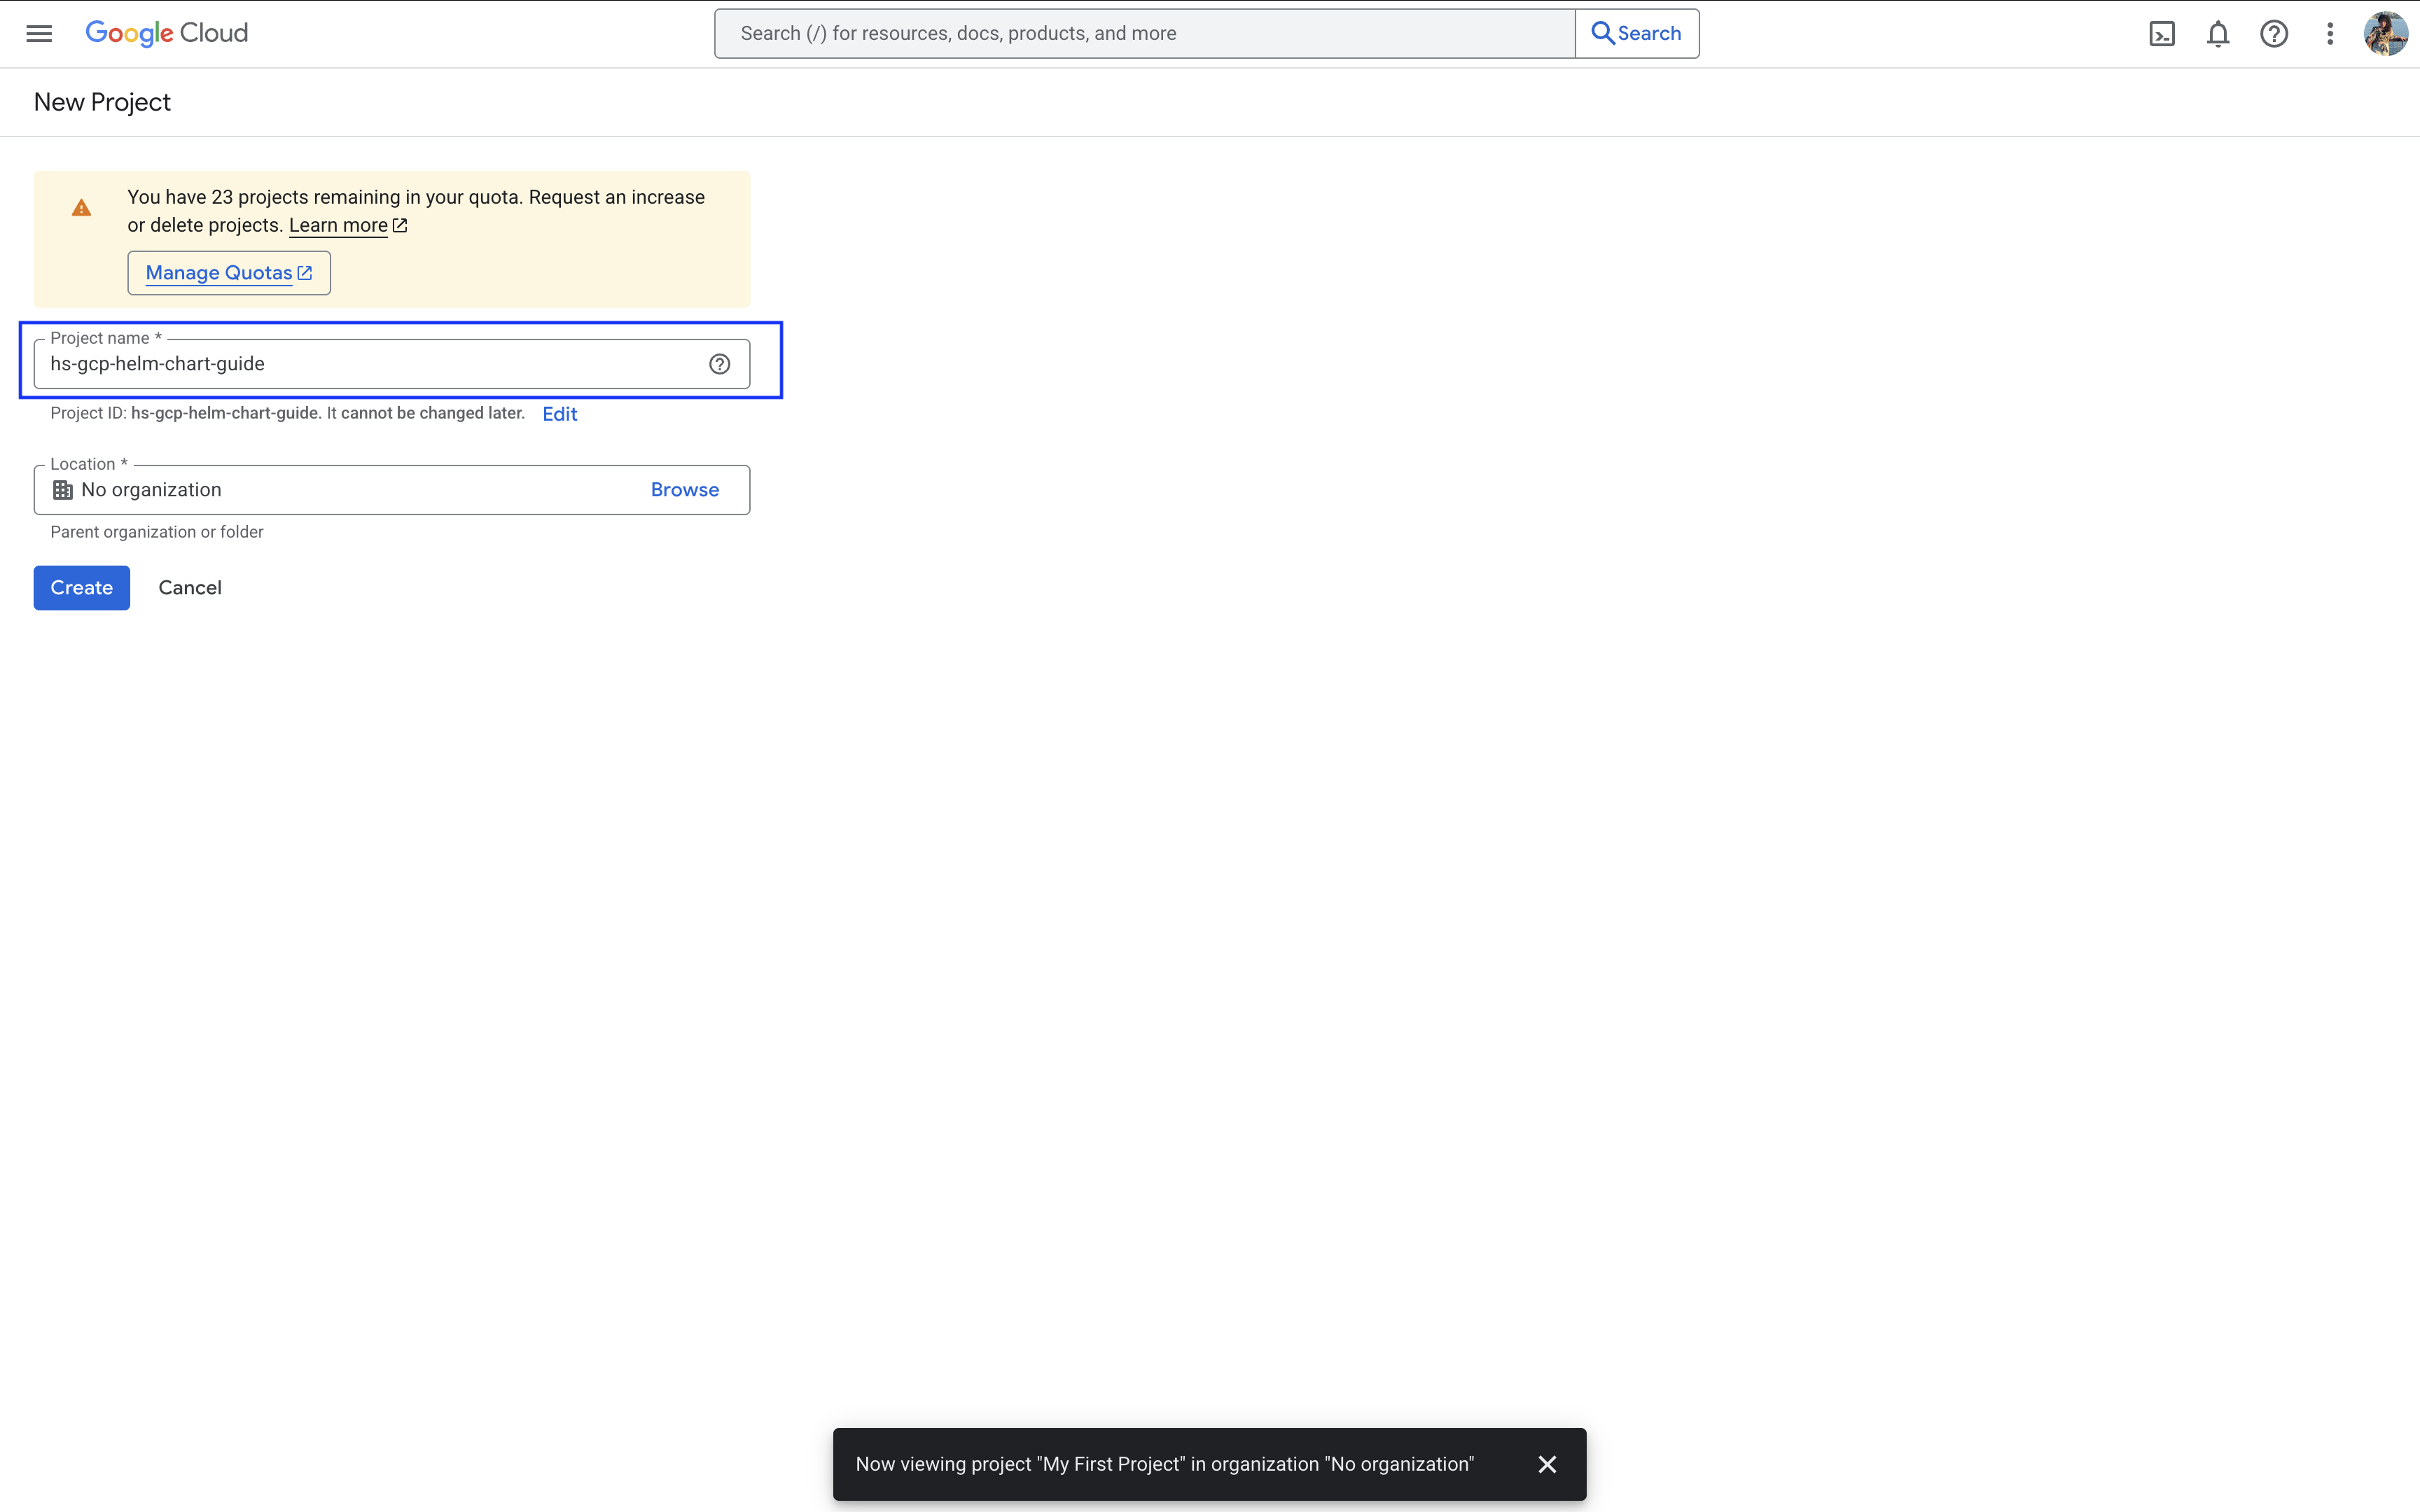 Google Cloud
Search (/) for resources, docs, products, and more
Search
New Project
You have 23 projects remaining in your quota. Request an increase
or delete projects. Learn more
Manage Quotas
Project name *
hs-gcp-helm-chart-guide
Project ID: hs-gcp-helm-chart-guide. It cannot be changed later. Edit
Location *
No organization
Browse
Parent organization or folder
Create
Cancel
Now viewing project "My First Project" in organization "No organization"